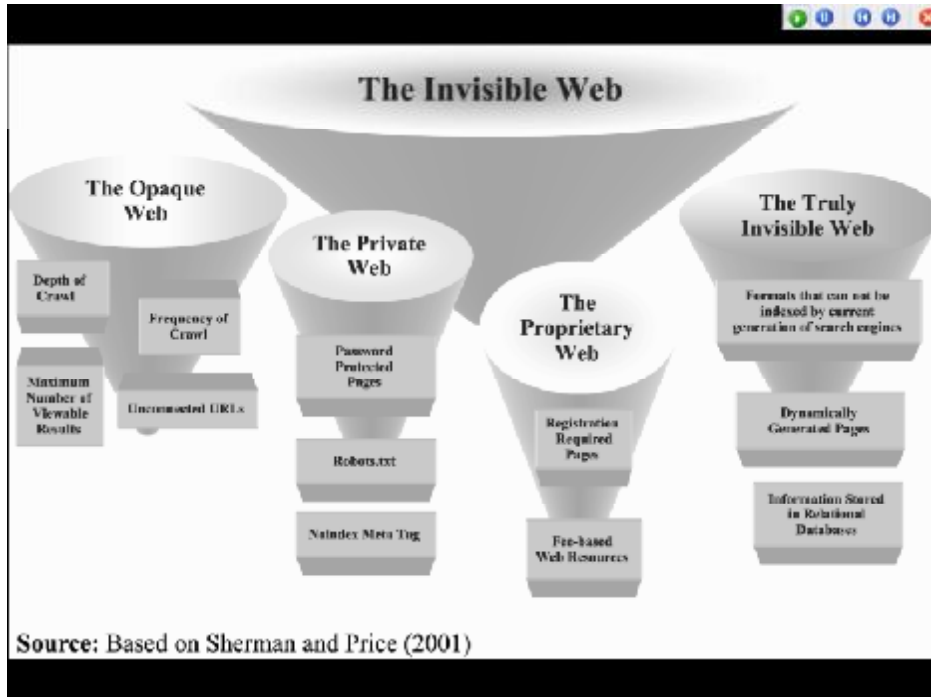 The Invisible Web
The Opaque
Web
Depth of
Crawl
Frequency of
Crawl
Maximum
Number of
Viewable
Results
Unconnected URLs
The Private
Web
Password
Protected
Pages
Robots.txt
Noindex Meta Tag
The
Proprietary
Web
Registration
Required
Pages
Fee-based
Web Resources
The Truly
Invisible Web
Formats that can not be
indexed by current
generation of search engines
Dynamically
Generated Pages
Information Stored
in Relational
Databases
Source: Based on Sherman and Price (2001)